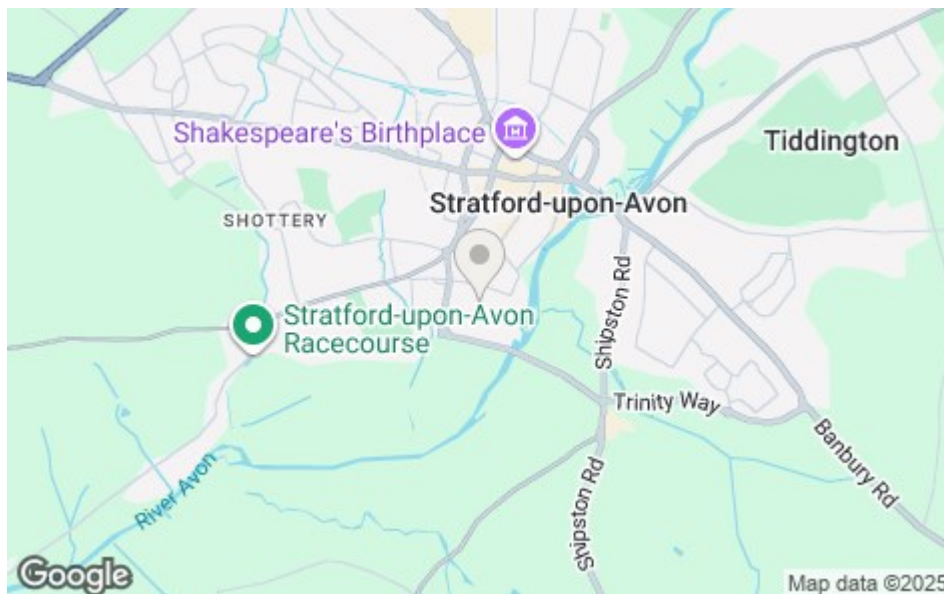 Shakespeare's Birthplace
Tiddington
Stratford-upon-Avon
SHOTTERY
Stratford-upon-Avon
Racecourse
Shipston Rd
Trinity Way
Banbury Rd
River Avon
Shipston Rd
Google
Map data ©2025